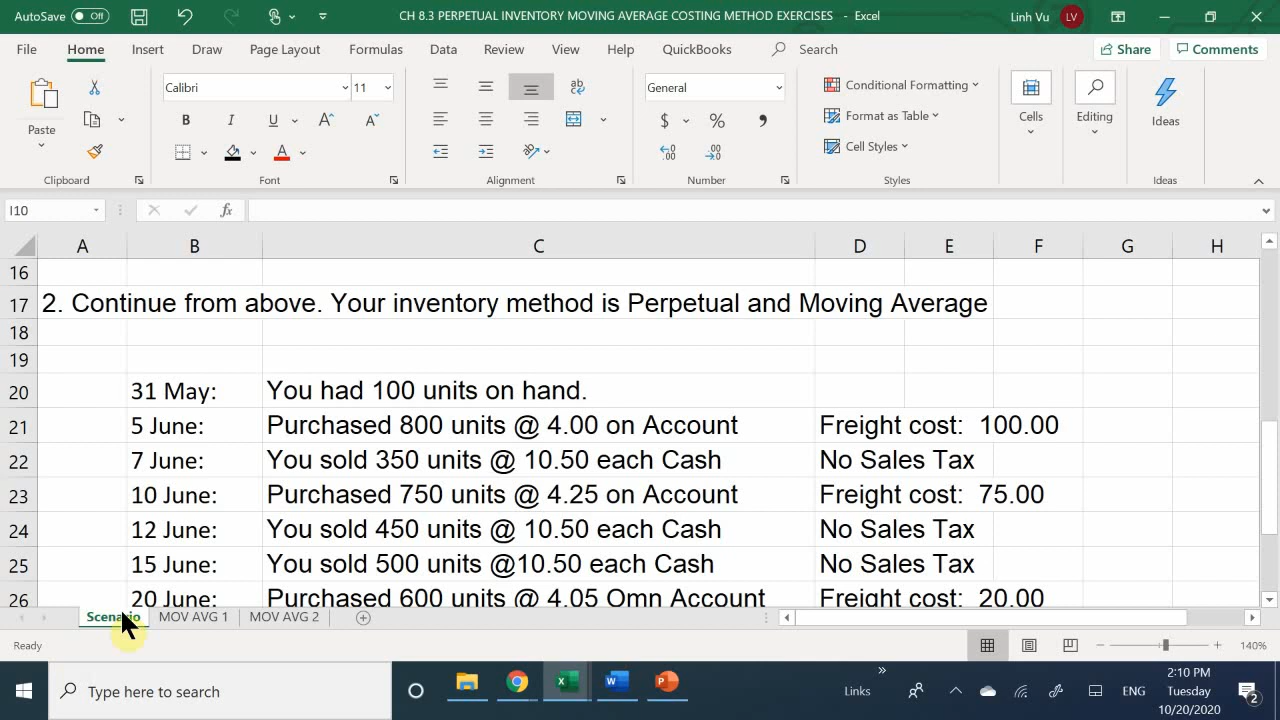 AutoSave Off CH 8.3 PERPETUAL INVENTORY MOVING AVERAGE COSTING METHOD EXERCISES - Excel Linh Vu LV
File Home Insert Draw Page Layout Formulas Data Review View Help QuickBooks Search Share Comments
Calibri 11 General
Paste
Conditional Formatting
Format as Table
Cell Styles
Cells
Editing
Ideas
Clipboard Font Alignment Number Styles Ideas
I10 fx
A B C D E F G H
16
17 2. Continue from above. Your inventory method is Perpetual and Moving Average
18
19
20 31 May: You had 100 units on hand.
21 5 June: Purchased 800 units @ 4.00 on Account Freight cost: 100.00
22 7 June: You sold 350 units @ 10.50 each Cash No Sales Tax
23 10 June: Purchased 750 units @ 4.25 on Account Freight cost: 75.00
24 12 June: You sold 450 units @ 10.50 each Cash No Sales Tax
25 15 June: You sold 500 units @10.50 each Cash No Sales Tax
26 20 June: Purchased 600 units @ 4.05 Omn Account Freight cost: 20.00
Scenario MOV AVG 1 MOV AVG 2
Ready 140%
Type here to search
Links
ENG
2:10 PM
Tuesday
10/20/2020
2